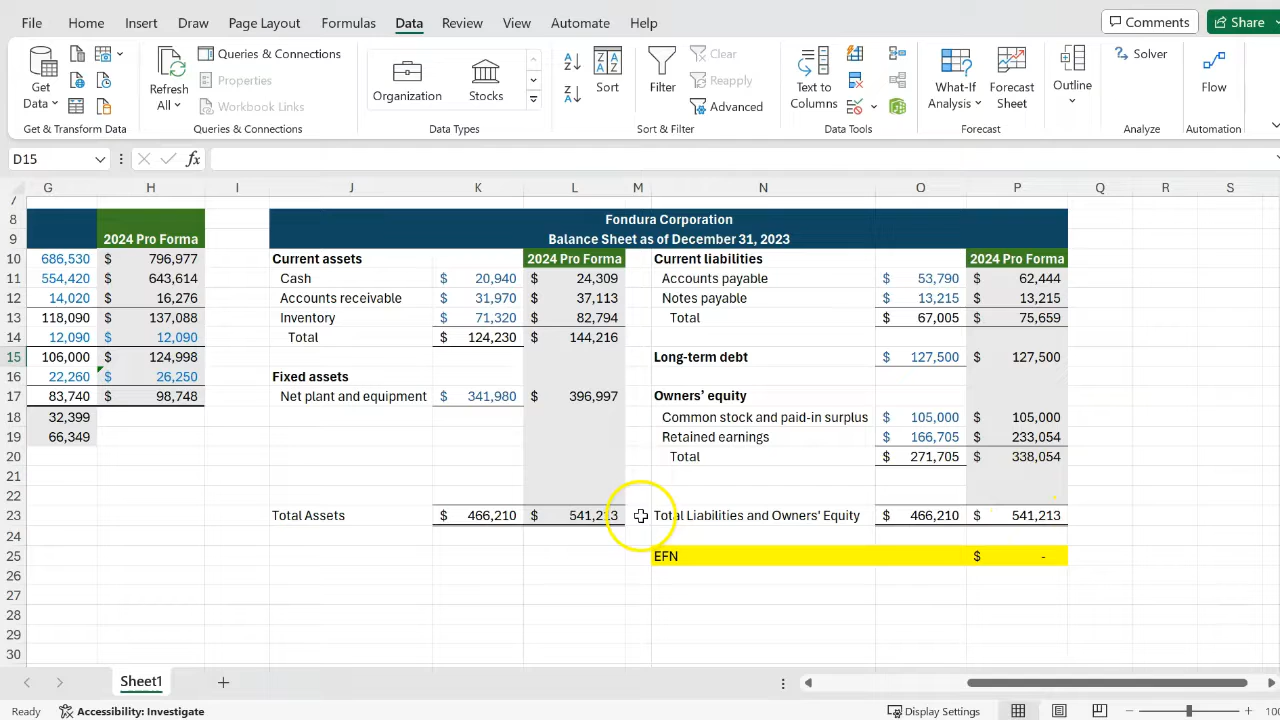 File Home Insert Draw Page Layout Formulas Data Review View Automate Help Comments Share
Get Data
Refresh All
Queries & Connections
Properties
Workbook Links
Organization
Stocks
Sort
Filter
Clear
Reapply
Advanced
Text to Columns
What-If Analysis
Forecast Sheet
Outline
Solver
Flow
Get & Transform Data Queries & Connections Data Types Sort & Filter Data Tools Forecast Analyze Automation
D15 fx
G H I J K L M N O P Q R S
7
8 Fondura Corporation
9 2024 Pro Forma Balance Sheet as of December 31, 2023
10 686,530 $ 796,977 Current assets 2024 Pro Forma Current liabilities 2024 Pro Forma
11 554,420 $ 643,614 Cash $ 20,940 $ 24,309 Accounts payable $ 53,790 $ 62,444
12 14,020 $ 16,276 Accounts receivable $ 31,970 $ 37,113 Notes payable $ 13,215 $ 13,215
13 118,090 $ 137,088 Inventory $ 71,320 $ 82,794 Total $ 67,005 $ 75,659
14 12,090 $ 12,090 Total $ 124,230 $ 144,216
15 106,000 $ 124,998 Long-term debt $ 127,500 $ 127,500
16 22,260 $ 26,250 Fixed assets
17 83,740 $ 98,748 Net plant and equipment $ 341,980 $ 396,997 Owners’ equity
18 32,399 Common stock and paid-in surplus $ 105,000 $ 105,000
19 66,349 Retained earnings $ 166,705 $ 233,054
20 Total $ 271,705 $ 338,054
21
22
23 Total Assets $ 466,210 $ 541,213 Total Liabilities and Owners' Equity $ 466,210 $ 541,213
24
25 EFN $ -
26
27
28
29
30
Sheet1
Ready Accessibility: Investigate Display Settings